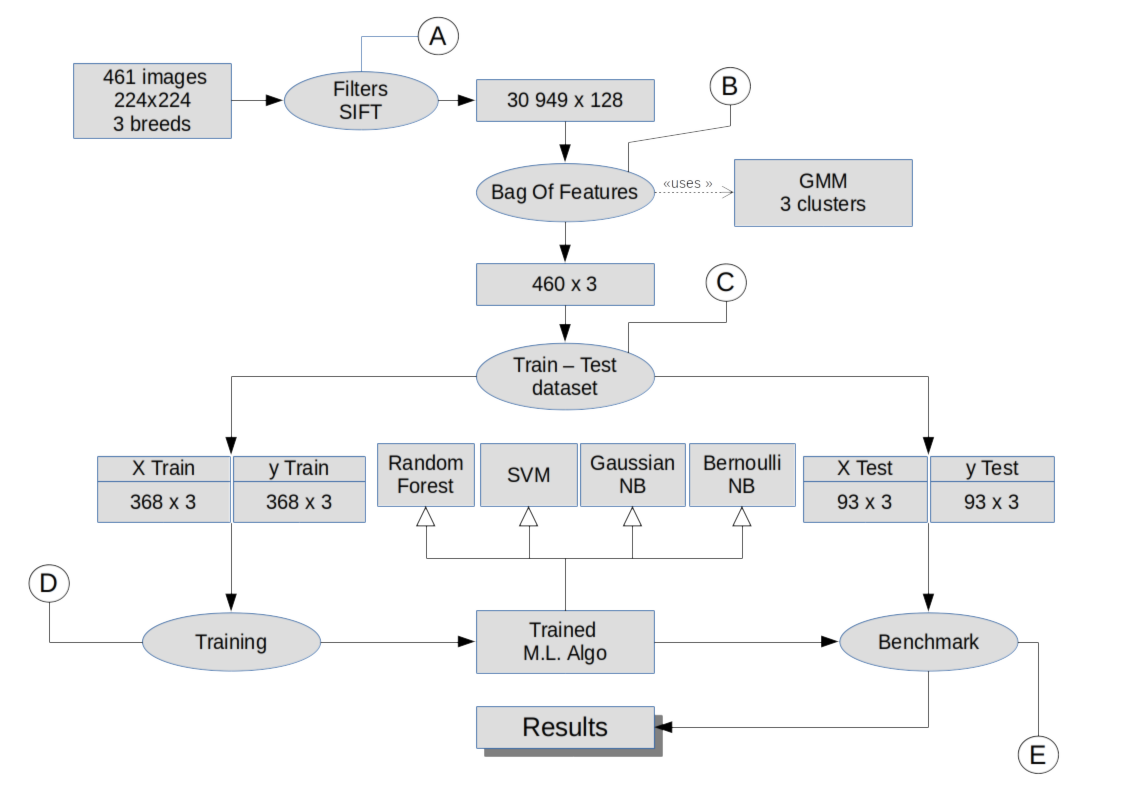 A
461 images
224x224
3 breeds
Filters
SIFT
30 949 x 128
B
Bag Of Features
«uses »
GMM
3 clusters
460 x 3
C
Train – Test
dataset
X Train
y Train
368 x 3
368 x 3
Random
Forest
SVM
Gaussian
NB
Bernoulli
NB
X Test
y Test
93 x 3
93 x 3
D
Training
Trained
M.L. Algo
Benchmark
Results
E